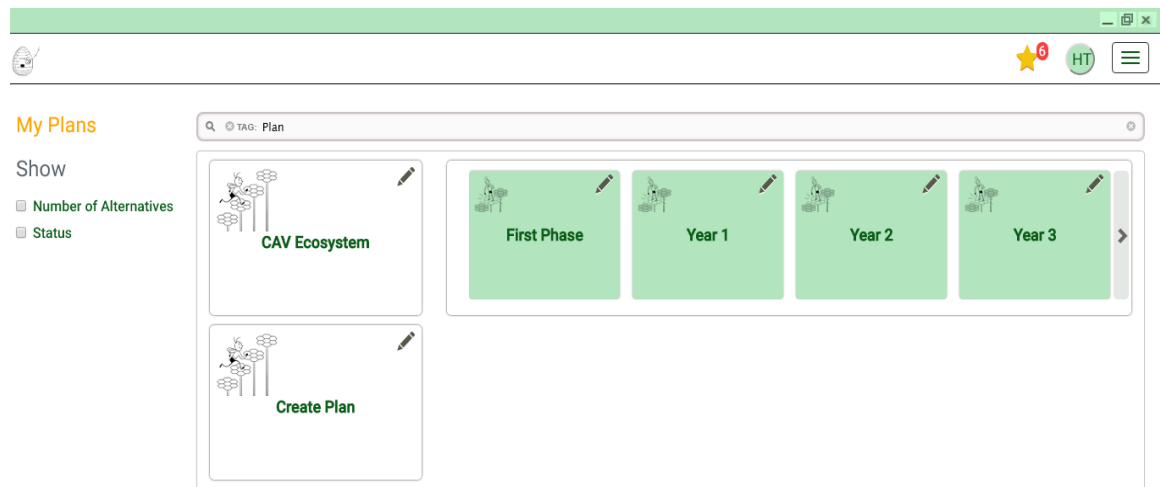 6
HT
My Plans
TAG: Plan
Show
Number of Alternatives
Status
CAV Ecosystem
First Phase
Year 1
Year 2
Year 3
Create Plan